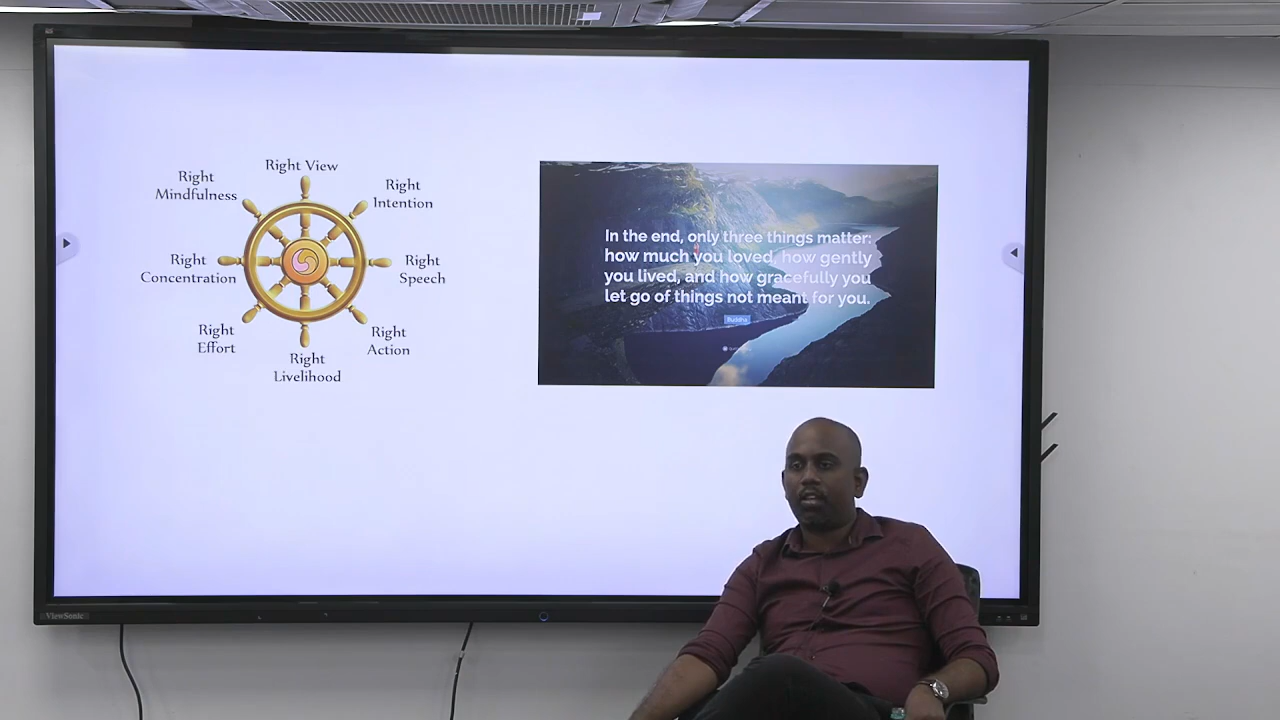 Right View
Right
Mindfulness
Right
Intention
Right
Concentration
Right
Speech
Right
Effort
Right
Action
Right
Livelihood
In the end, only three things matter:
how much you loved, how gently
you lived, and how gracefully you
let go of things not meant for you.
Buddha
ViewSonic